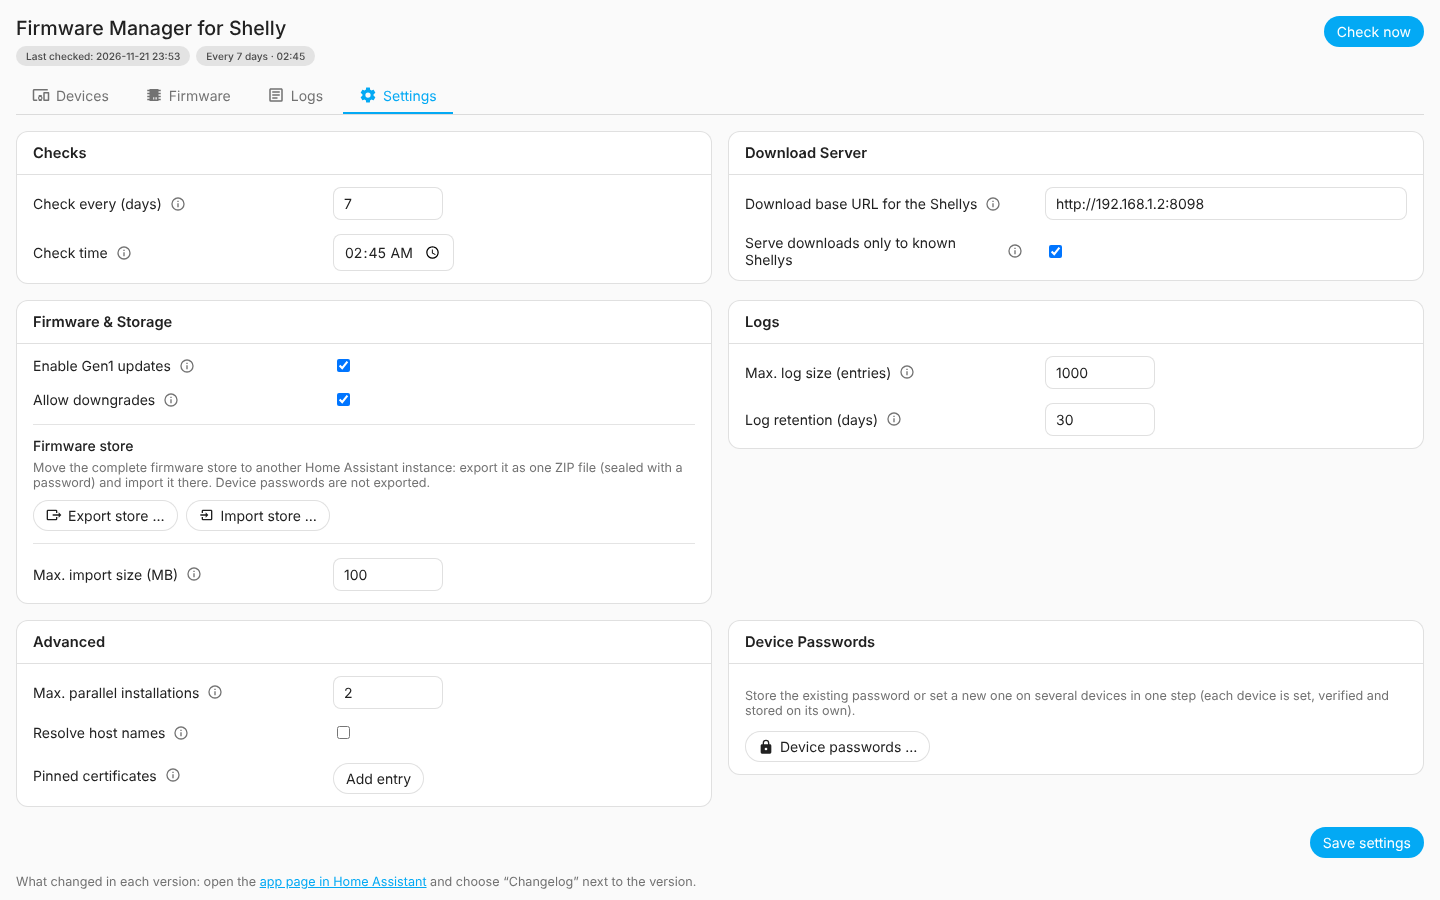 Firmware Manager for Shelly
Check now
Last checked: 2026-11-21 23:53
Every 7 days · 02:45
Devices
Firmware
Logs
Settings
Checks
Check every (days)
7
Check time
02:45 AM
Download Server
Download base URL for the Shellys
http://192.168.1.2:8098
Serve downloads only to known
Shellys
Firmware & Storage
Enable Gen1 updates
Allow downgrades
Firmware store
Move the complete firmware store to another Home Assistant instance: export it as one ZIP file (sealed with a
password) and import it there. Device passwords are not exported.
Export store ...
Import store ...
Max. import size (MB)
100
Logs
Max. log size (entries)
1000
Log retention (days)
30
Advanced
Max. parallel installations
2
Resolve host names
Pinned certificates
Add entry
Device Passwords
Store the existing password or set a new one on several devices in one step (each device is set, verified and
stored on its own).
Device passwords ...
Save settings
What changed in each version: open the app page in Home Assistant and choose “Changelog” next to the version.